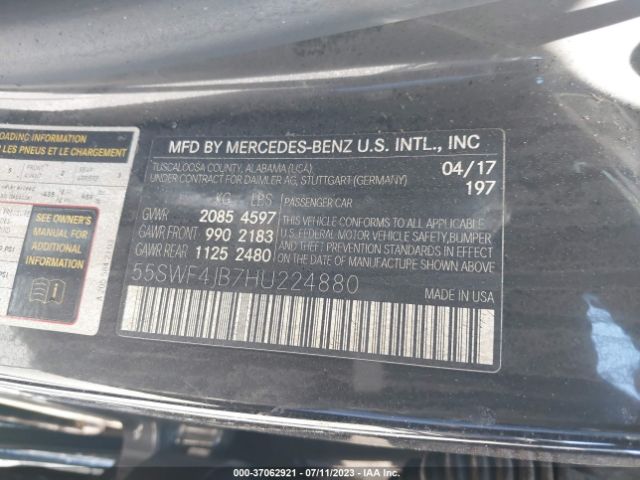 LOADING INFORMATION
LES PNEUS ET LE CHARGEMENT
SEE OWNER'S
MANUAL FOR
ADDITIONAL
INFORMATION
MFD BY MERCEDES-BENZ U.S. INTL., INC
TUSCALOOSA COUNTY, ALABAMA (USA)
UNDER CONTRACT FOR DAIMLER AG, STUTTGART (GERMANY)
04/17
197
KG LBS
GVWR 2085 4597
GAWR FRONT 990 2183
GAWR REAR 1125 2480
PASSENGER CAR
THIS VEHICLE CONFORMS TO ALL APPLICABLE
U.S. FEDERAL MOTOR VEHICLE SAFETY, BUMPER,
AND THEFT PREVENTION STANDARDS IN EFFECT
ON THE DATE OF MANUFACTURE SHOWN ABOVE
55SWF4JB7HU224880
MADE IN USA
000-37062921 - 07/11/2023 - IAA Inc.